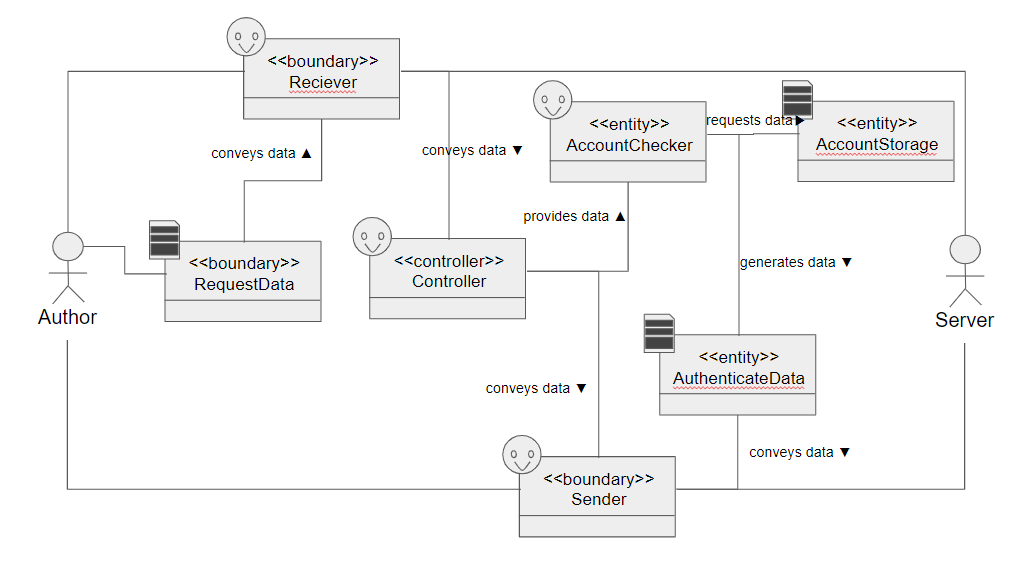 <<boundary>>
Reciever
<<entity>>
AccountChecker
requests data ▶
<<entity>>
AccountStorage
conveys data ▲
conveys data ▼
provides data ▲
<<boundary>>
RequestData
<<controller>>
Controller
generates data ▼
Author
Server
<<entity>>
AuthenticateData
conveys data ▼
conveys data ▼
<<boundary>>
Sender